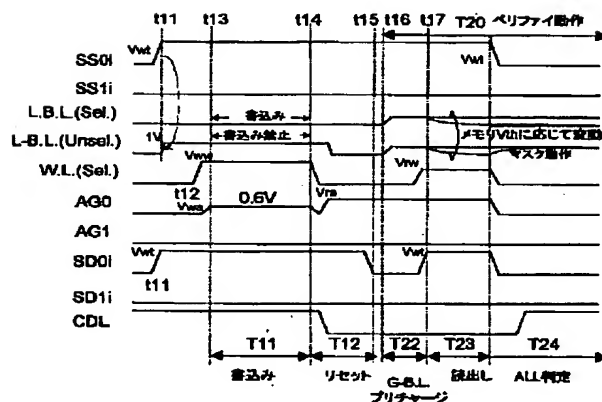 t11 t13 t14 t15 t16 t17 T20 ベリファイ動作
SS0i Vwt Vwt
SS1i
L.B.L.(Sel.) 書込み メモリVthに応じて変動
L-B.L.(Unsel.) 1V 書込み禁止 マスク動作
W.L.(Sel.) Vww Vrw
AG0 t12 Vwa 0.6V Vra
AG1
SD0i Vwt Vwt
t11
SD1i
CDL
T11 T12 T22 T23 T24
書込み リセット G-B.L. 読出し ALL判定
プリチャージ